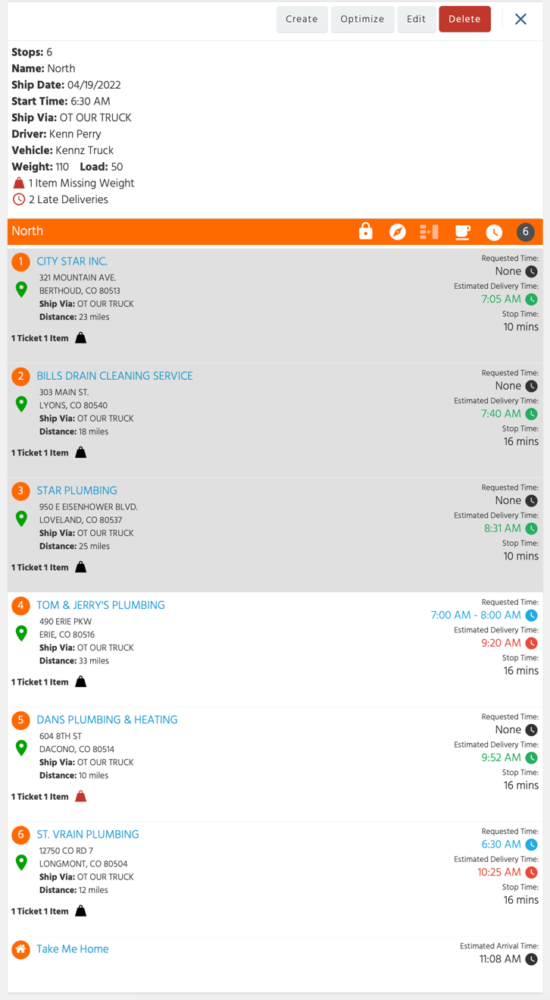 Create Optimize Edit Delete
Stops: 6
Name: North
Ship Date: 04/19/2022
Start Time: 6:30 AM
Ship Via: OT OUR TRUCK
Driver: Kenn Perry
Vehicle: Kennz Truck
Weight: 110 Load: 50
1 Item Missing Weight
2 Late Deliveries
North 6
1 CITY STAR INC.
321 MOUNTAIN AVE.
BERTHOUD, CO 80513
Ship Via: OT OUR TRUCK
Distance: 23 miles
1 Ticket 1 Item
Requested Time:
None
Estimated Delivery Time:
7:05 AM
Stop Time:
10 mins
2 BILLS DRAIN CLEANING SERVICE
303 MAIN ST.
LYONS, CO 80540
Ship Via: OT OUR TRUCK
Distance: 18 miles
1 Ticket 1 Item
Requested Time:
None
Estimated Delivery Time:
7:40 AM
Stop Time:
16 mins
3 STAR PLUMBING
950 E EISENHOWER BLVD.
LOVELAND, CO 80537
Ship Via: OT OUR TRUCK
Distance: 25 miles
1 Ticket 1 Item
Requested Time:
None
Estimated Delivery Time:
8:31 AM
Stop Time:
10 mins
4 TOM & JERRY'S PLUMBING
490 ERIE PKW
ERIE, CO 80516
Ship Via: OT OUR TRUCK
Distance: 33 miles
1 Ticket 1 Item
Requested Time:
7:00 AM - 8:00 AM
Estimated Delivery Time:
9:20 AM
Stop Time:
16 mins
5 DANS PLUMBING & HEATING
604 8TH ST
DACONO, CO 80514
Ship Via: OT OUR TRUCK
Distance: 10 miles
1 Ticket 1 Item
Requested Time:
None
Estimated Delivery Time:
9:52 AM
Stop Time:
16 mins
6 ST. VRAIN PLUMBING
12750 CO RD 7
LONGMONT, CO 80504
Ship Via: OT OUR TRUCK
Distance: 12 miles
1 Ticket 1 Item
Requested Time:
6:30 AM
Estimated Delivery Time:
10:25 AM
Stop Time:
16 mins
Take Me Home
Estimated Arrival Time:
11:08 AM